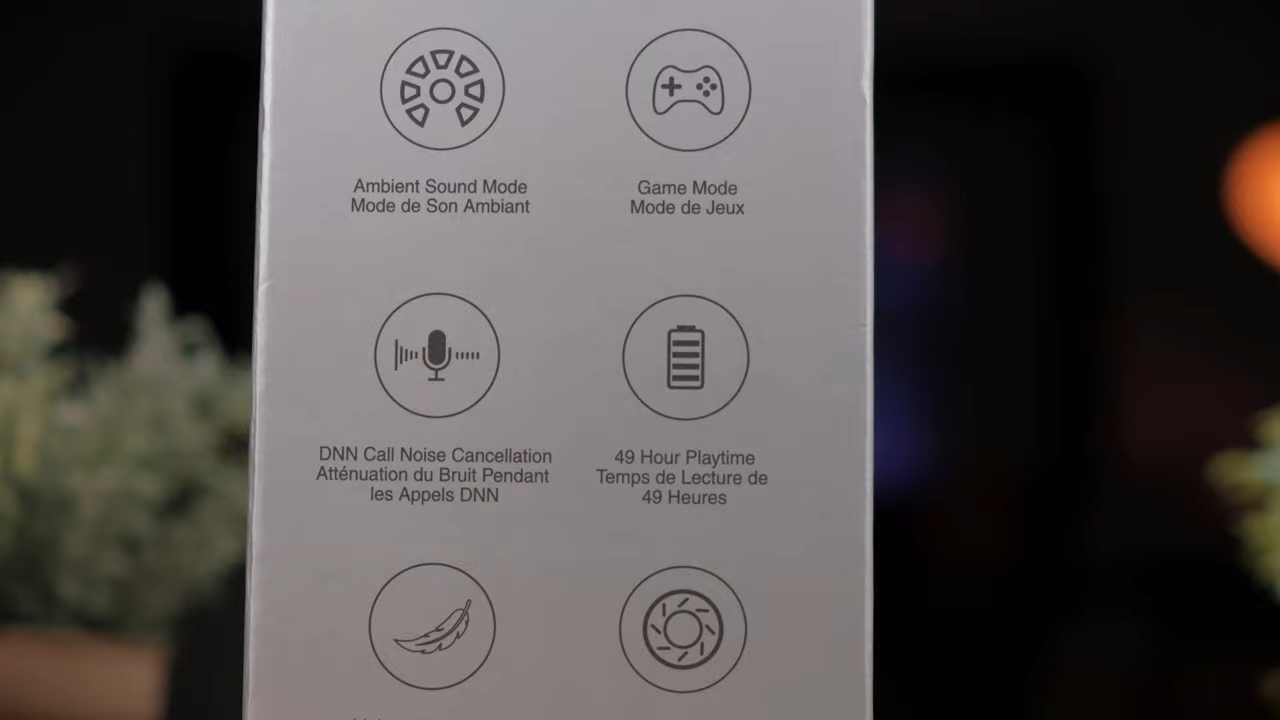 Ambient Sound Mode
Mode de Son Ambiant
Game Mode
Mode de Jeux
DNN Call Noise Cancellation
Atténuation du Bruit Pendant
les Appels DNN
49 Hour Playtime
Temps de Lecture de
49 Heures